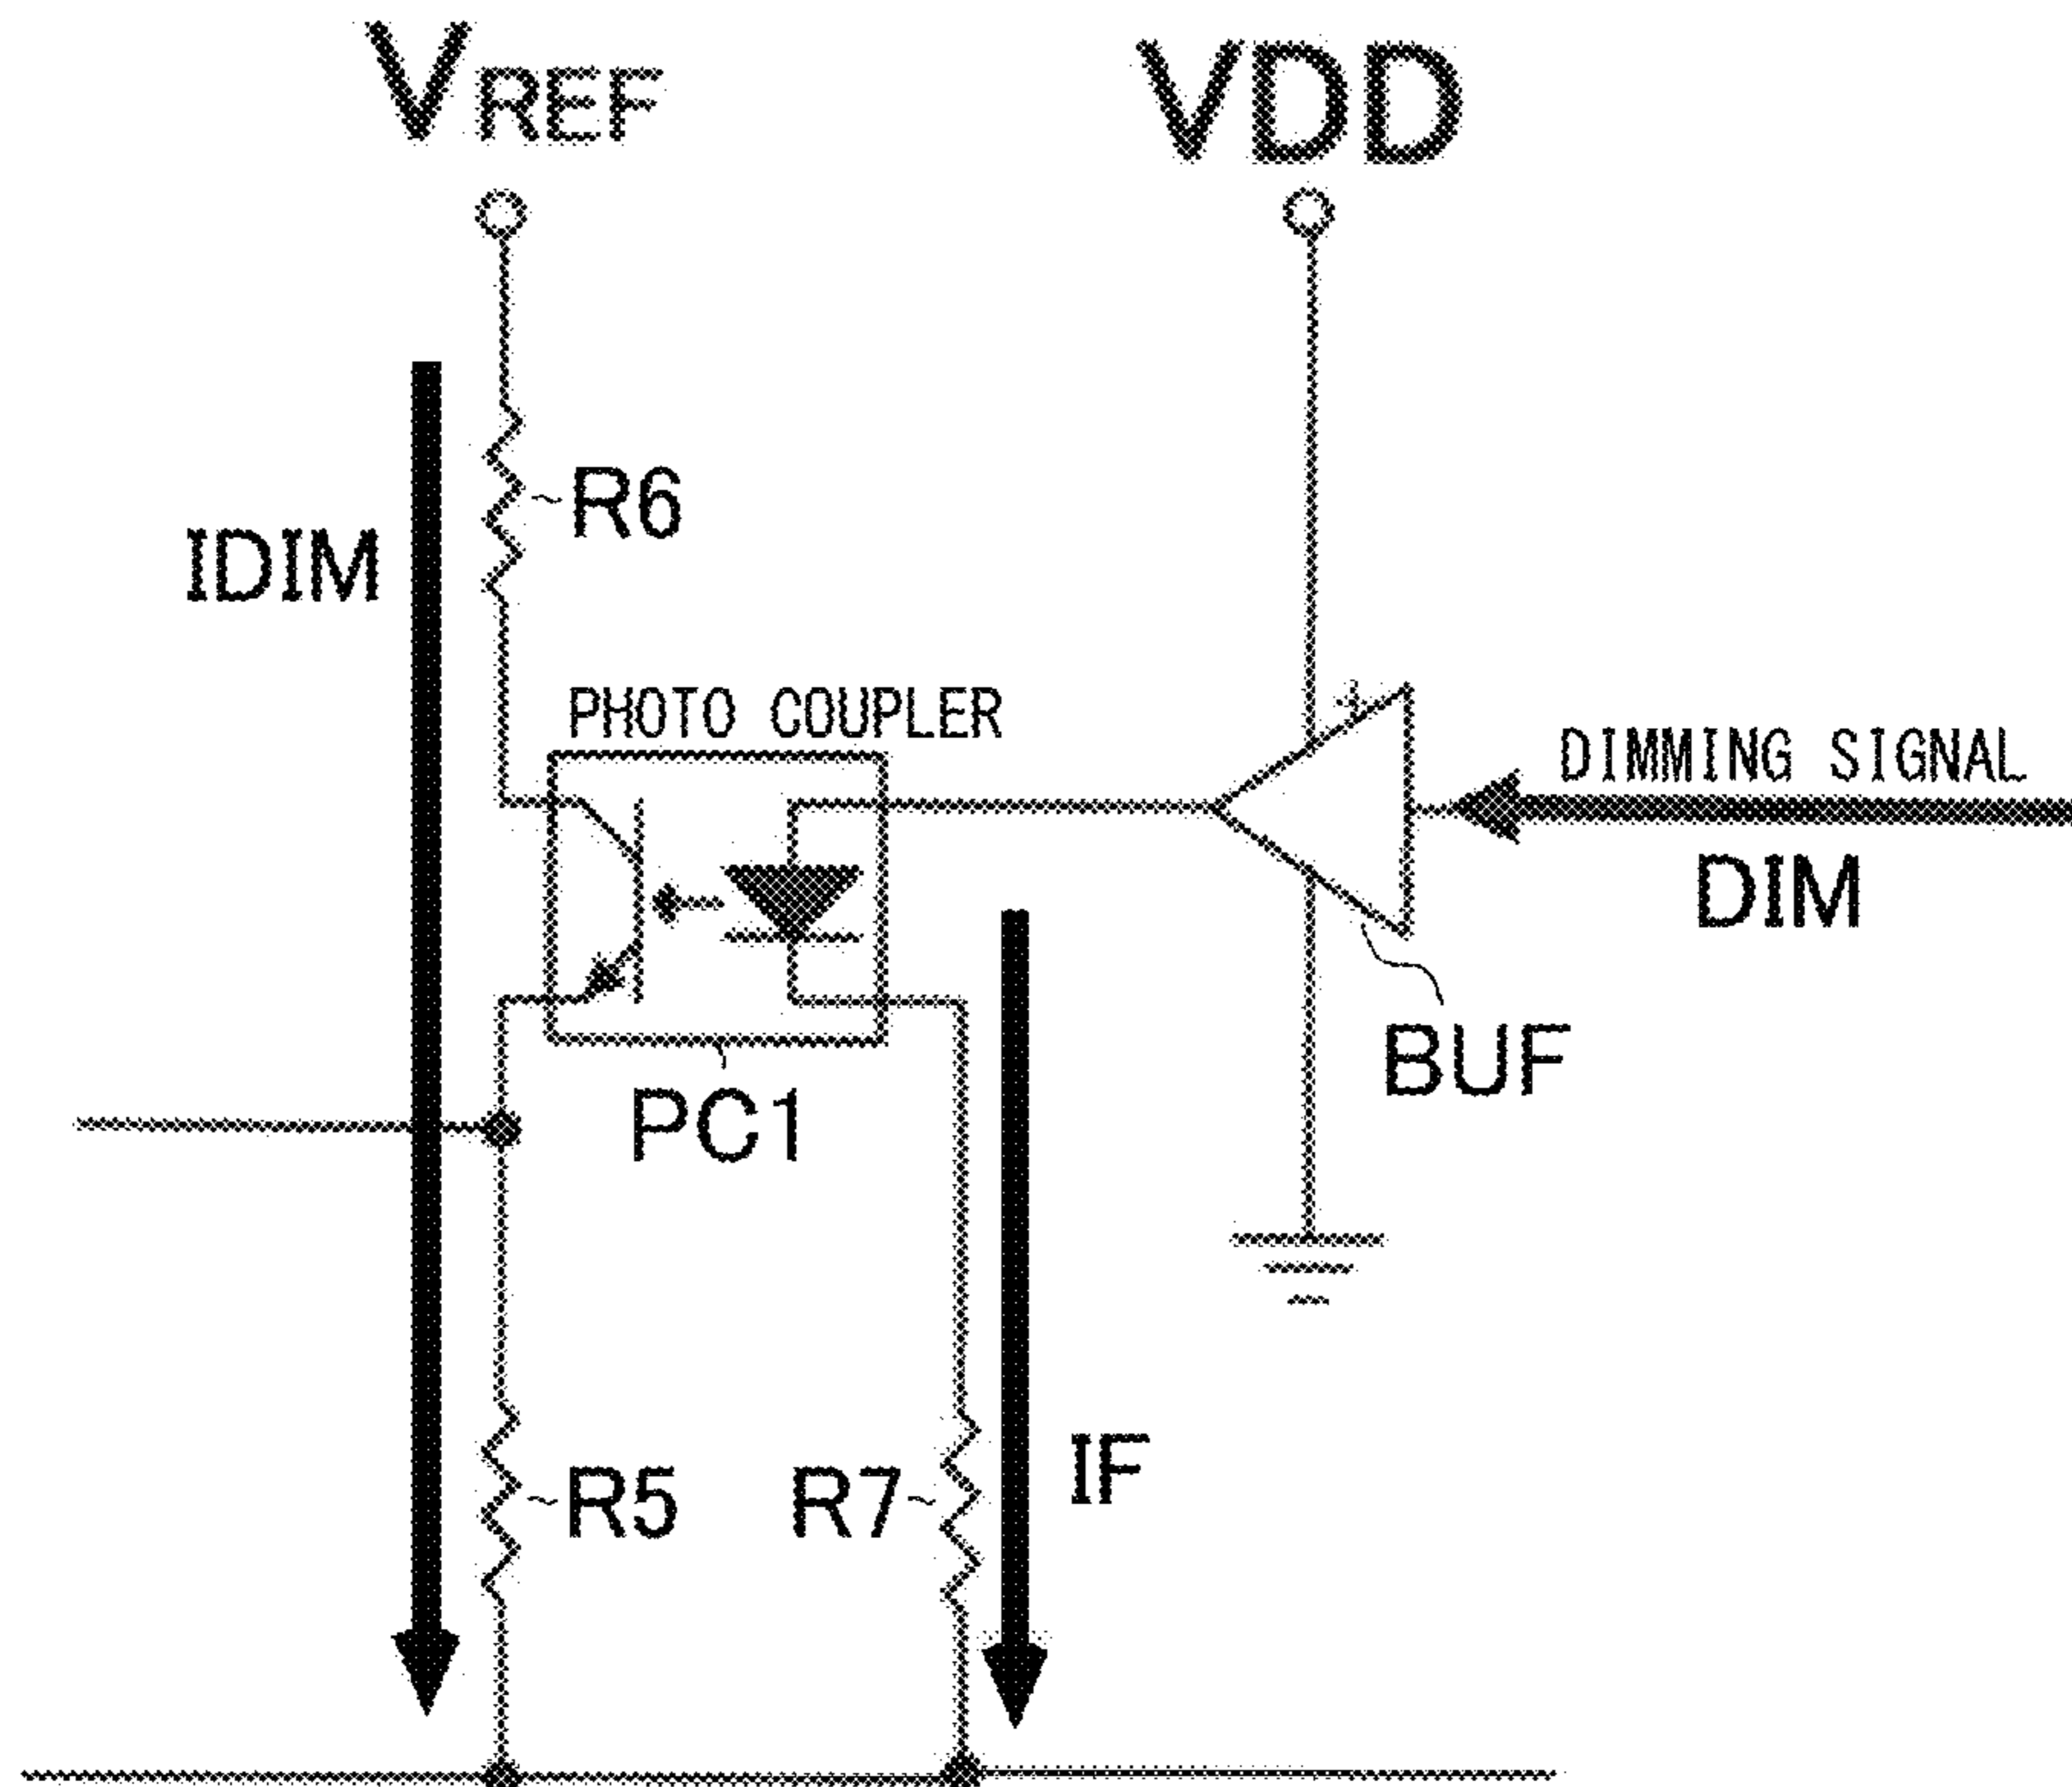 VREF
VDD
R6
IDIM
PHOTO COUPLER
DIMMING SIGNAL
DIM
BUF
PC1
IF
R5
R7